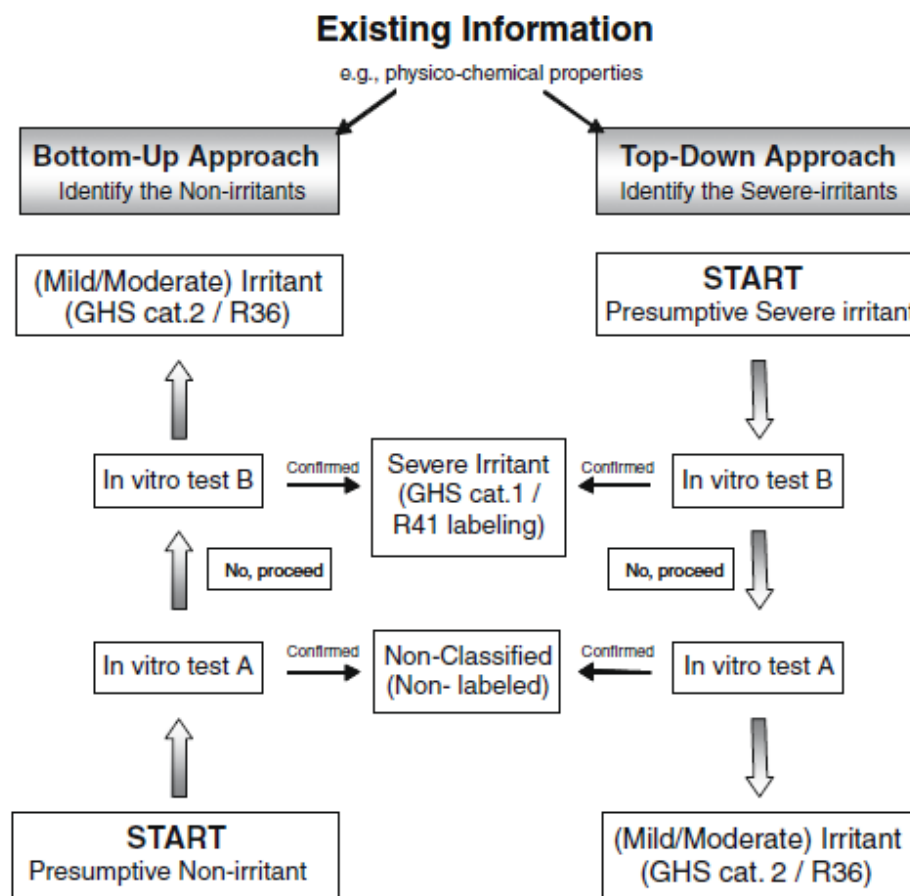 Existing Information
e.g., physico-chemical properties
Bottom-Up Approach
Identify the Non-irritants
Top-Down Approach
Identify the Severe-irritants
(Mild/Moderate) Irritant
(GHS cat.2 / R36)
START
Presumptive Severe irritant
In vitro test B
Confirmed
Severe Irritant
(GHS cat.1 /
R41 labeling)
Confirmed
In vitro test B
No, proceed
No, proceed
In vitro test A
Confirmed
Non-Classified
(Non- labeled)
Confirmed
In vitro test A
START
Presumptive Non-irritant
(Mild/Moderate) Irritant
(GHS cat. 2 / R36)